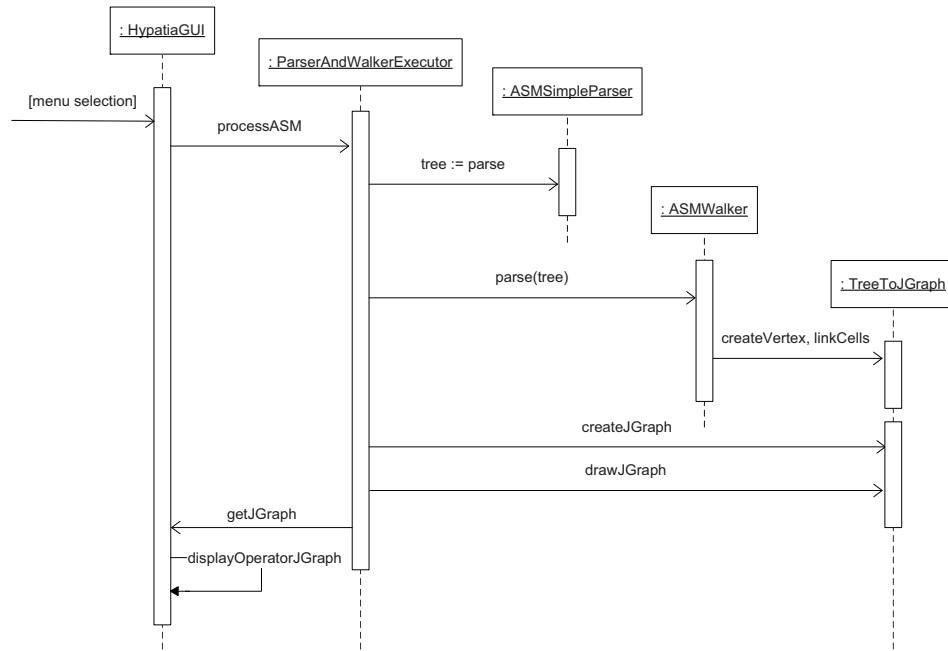 : HypatiaGUI
: ParserAndWalkerExecutor
: ASMSimpleParser
[menu selection]
processASM
tree := parse
: ASMWalker
parse(tree)
: TreeToJGraph
createVertex, linkCells
createJGraph
drawJGraph
getJGraph
displayOperatorJGraph